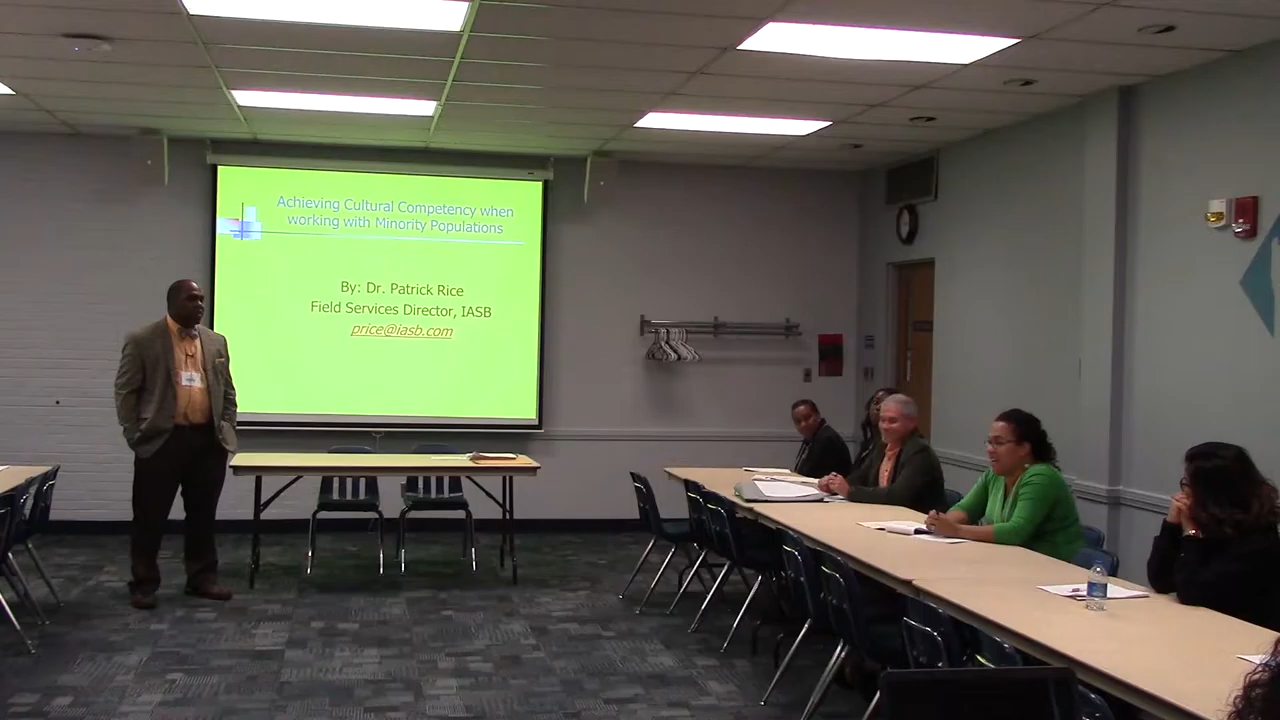 Achieving Cultural Competency when
working with Minority Populations
By: Dr. Patrick Rice
Field Services Director, IASB
price@iasb.com